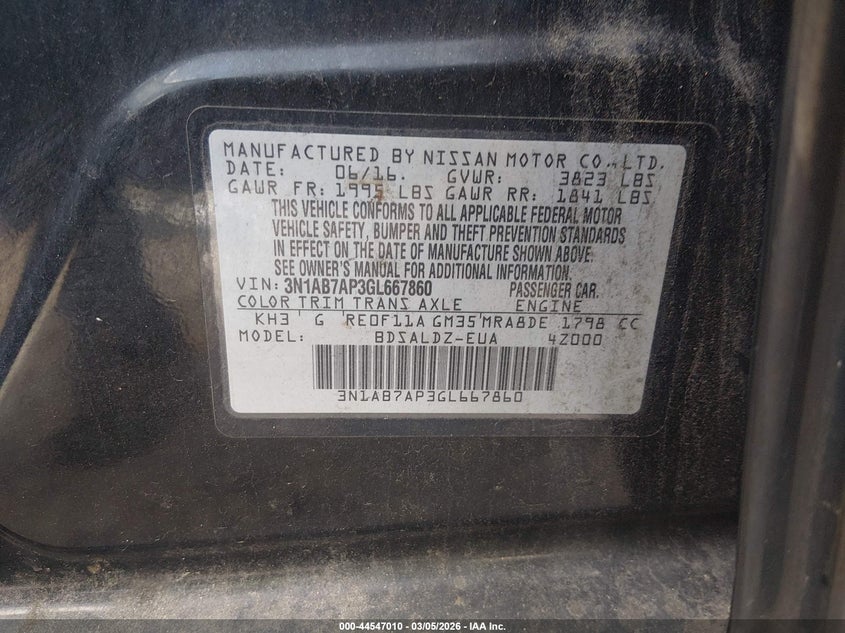 MANUFACTURED BY NISSAN MOTOR CO.,LTD.
DATE: 06/16. GVWR: 3823 LBS
GAWR FR: 1995 LBS GAWR RR: 1841 LBS
THIS VEHICLE CONFORMS TO ALL APPLICABLE FEDERAL MOTOR
VEHICLE SAFETY, BUMPER AND THEFT PREVENTION STANDARDS
IN EFFECT ON THE DATE OF MANUFACTURE SHOWN ABOVE.
SEE OWNER'S MANUAL FOR ADDITIONAL INFORMATION.
VIN: 3N1AB7AP3GL667860 PASSENGER CAR.
COLOR TRIM TRANS AXLE ENGINE
KH3 G RE0F11A GM35 MRA8DE 1798 CC
MODEL: BDSALDZ-EUA 4Z000
3N1AB7AP3GL667860
000-44547010 — 03/05/2026 — IAA Inc.